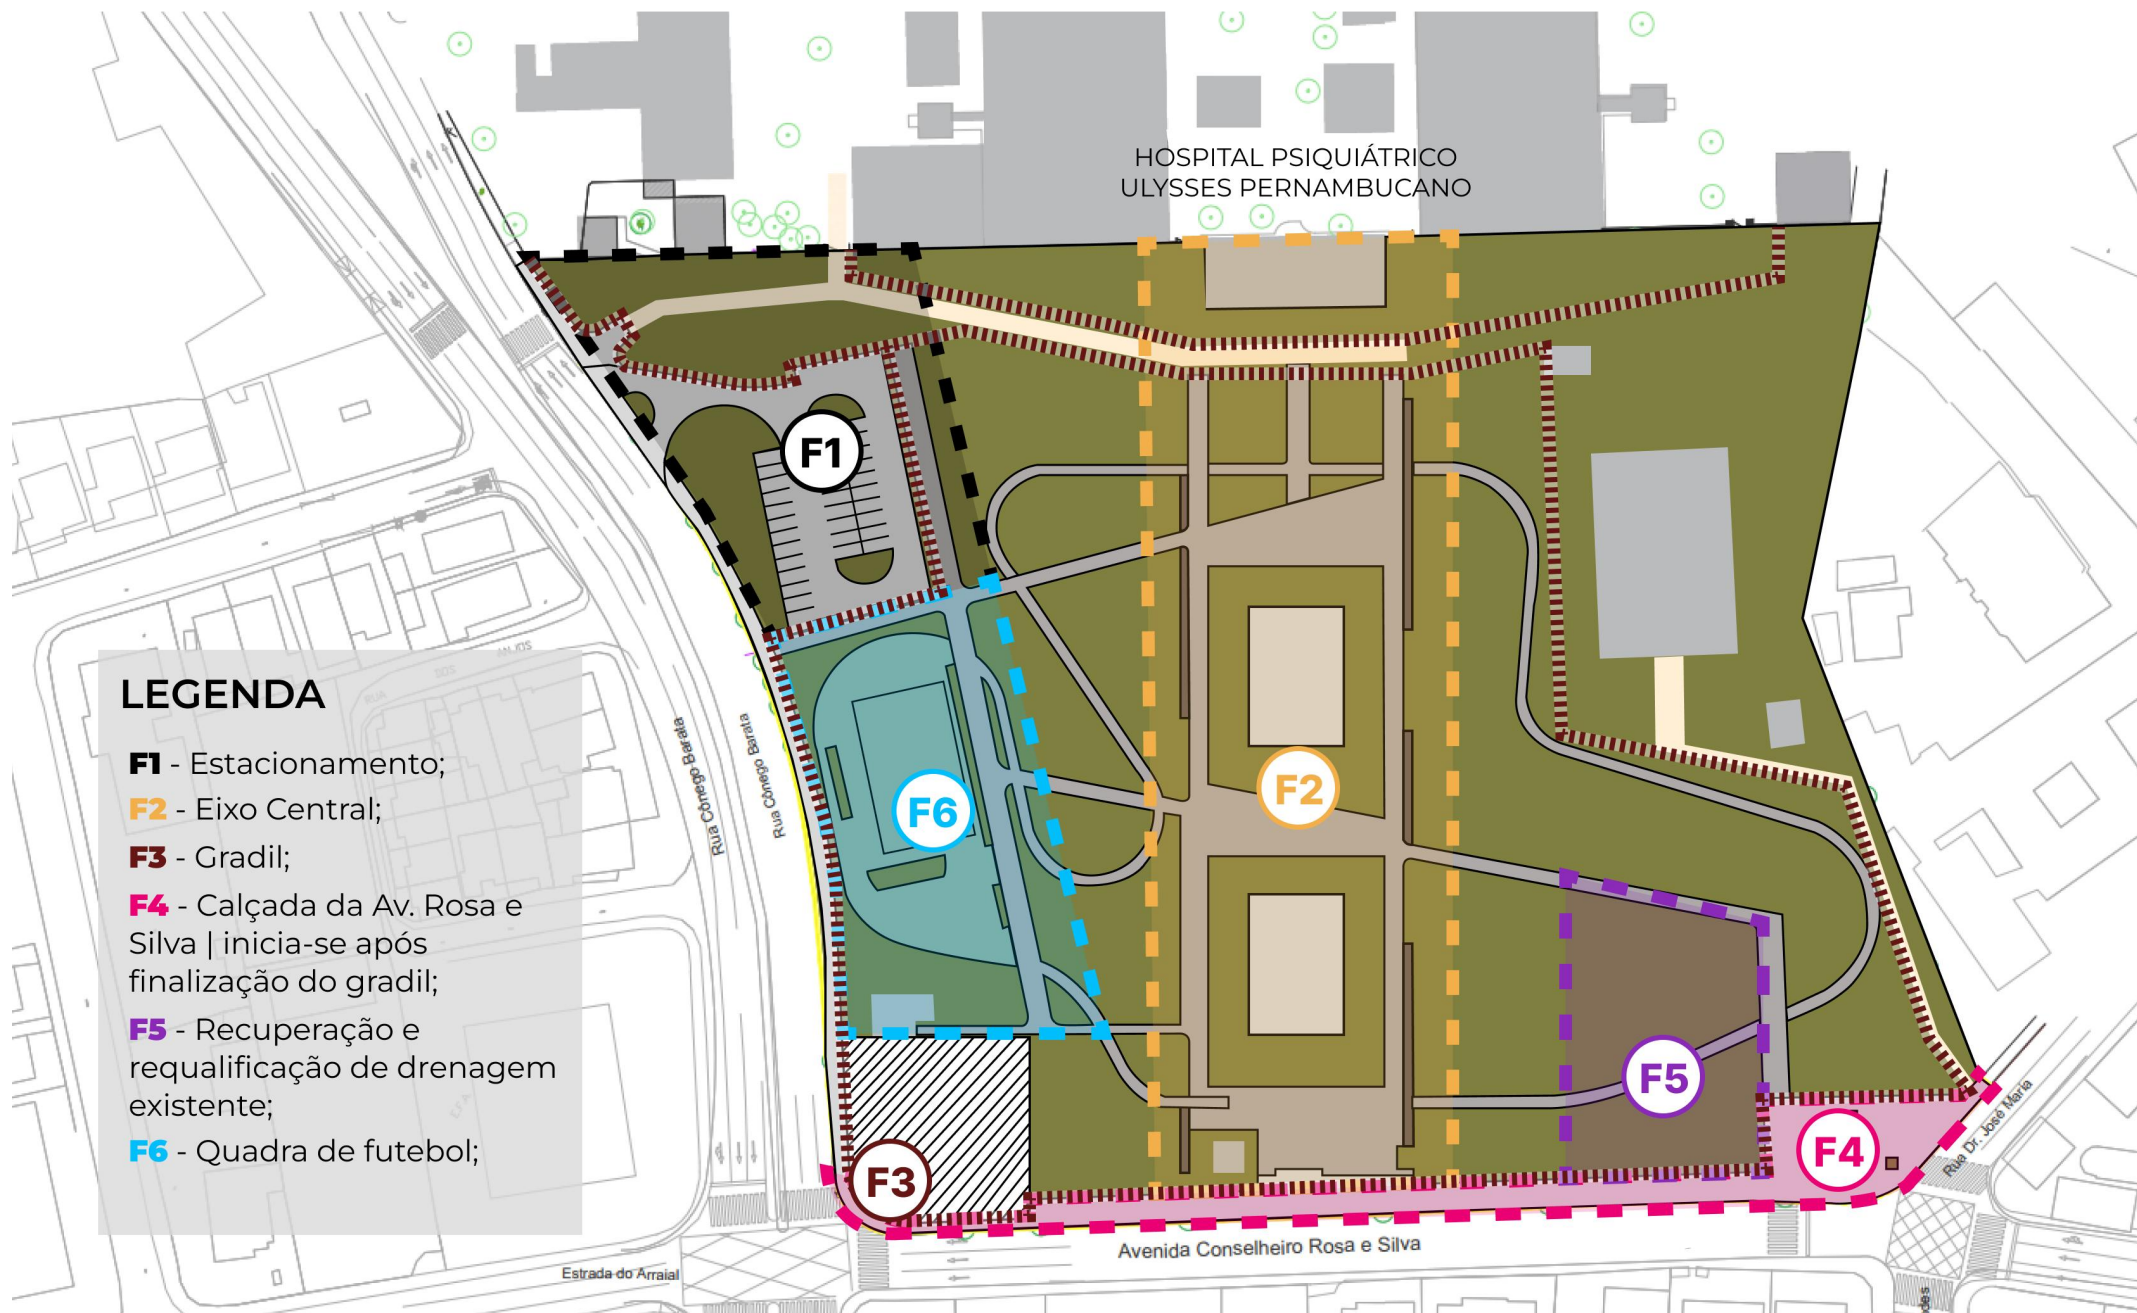 HOSPITAL PSIQUIÁTRICO
ULYSSES PERNAMBUCANO
F1
F2
F6
F5
F4
F3
LEGENDA
F1 - Estacionamento;
F2 - Eixo Central;
F3 - Gradil;
F4 - Calçada da Av. Rosa e
Silva | inicia-se após
finalização do gradil;
F5 - Recuperação e
requalificação de drenagem
existente;
F6 - Quadra de futebol;
RUA DOS ANJOS
Rua Cônego Barata
Rua Cônego Barata
Rua Dr. José Maria
Avenida Conselheiro Rosa e Silva
Estrada do Arraial